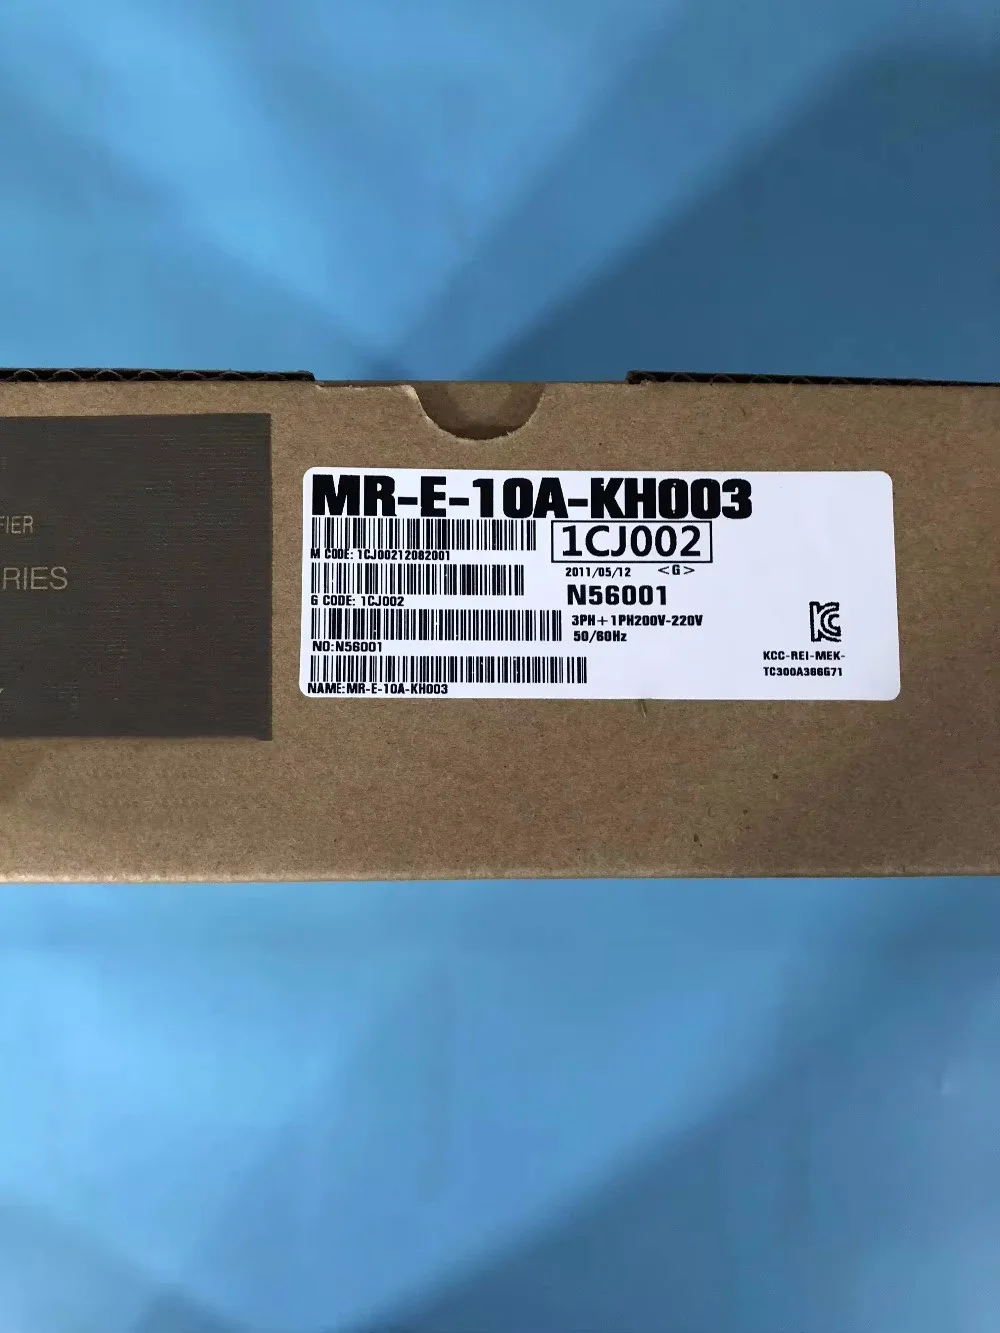 FIER
RIES
MR-E-10A-KH003
1CJ002
M CODE: 1CJ00212082001
2011/05/12 <G>
G CODE: 1CJ002
N56001
3PH+1PH200V-220V
50/60Hz
NO:N56001
KCC-REI-MEK-
TC300A386G71
NAME:MR-E-10A-KH003